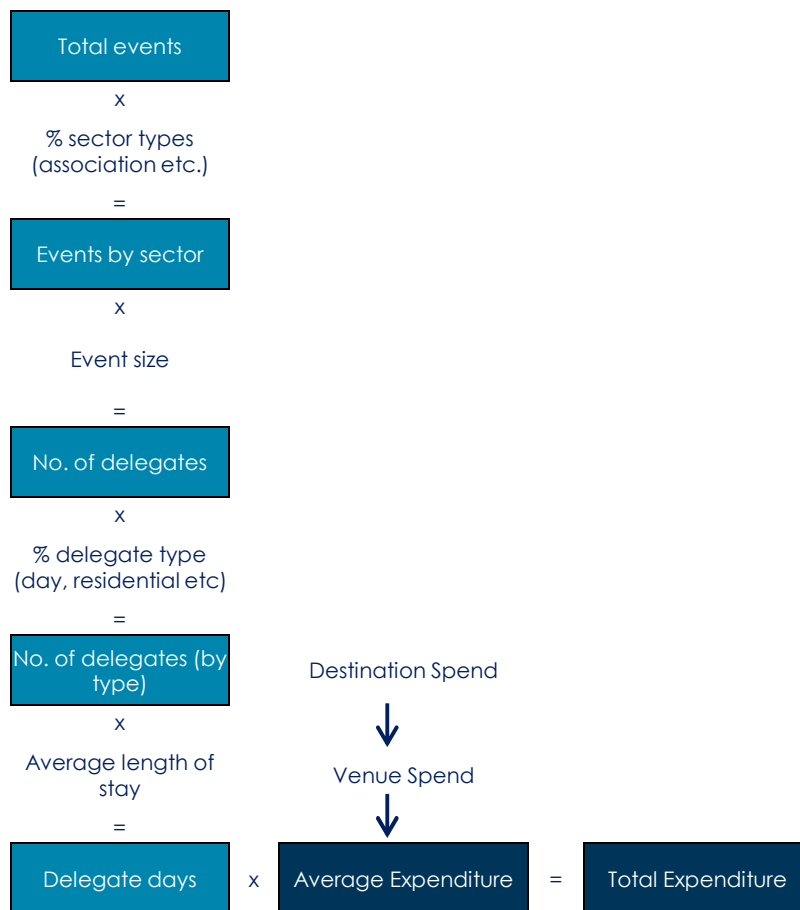 Total events
x
% sector types
(association etc.)
=
Events by sector
x
Event size
=
No. of delegates
x
% delegate type
(day, residential etc)
=
No. of delegates (by
type)
x
Average length of
stay
=
Destination Spend
Venue Spend
Delegate days x Average Expenditure = Total Expenditure